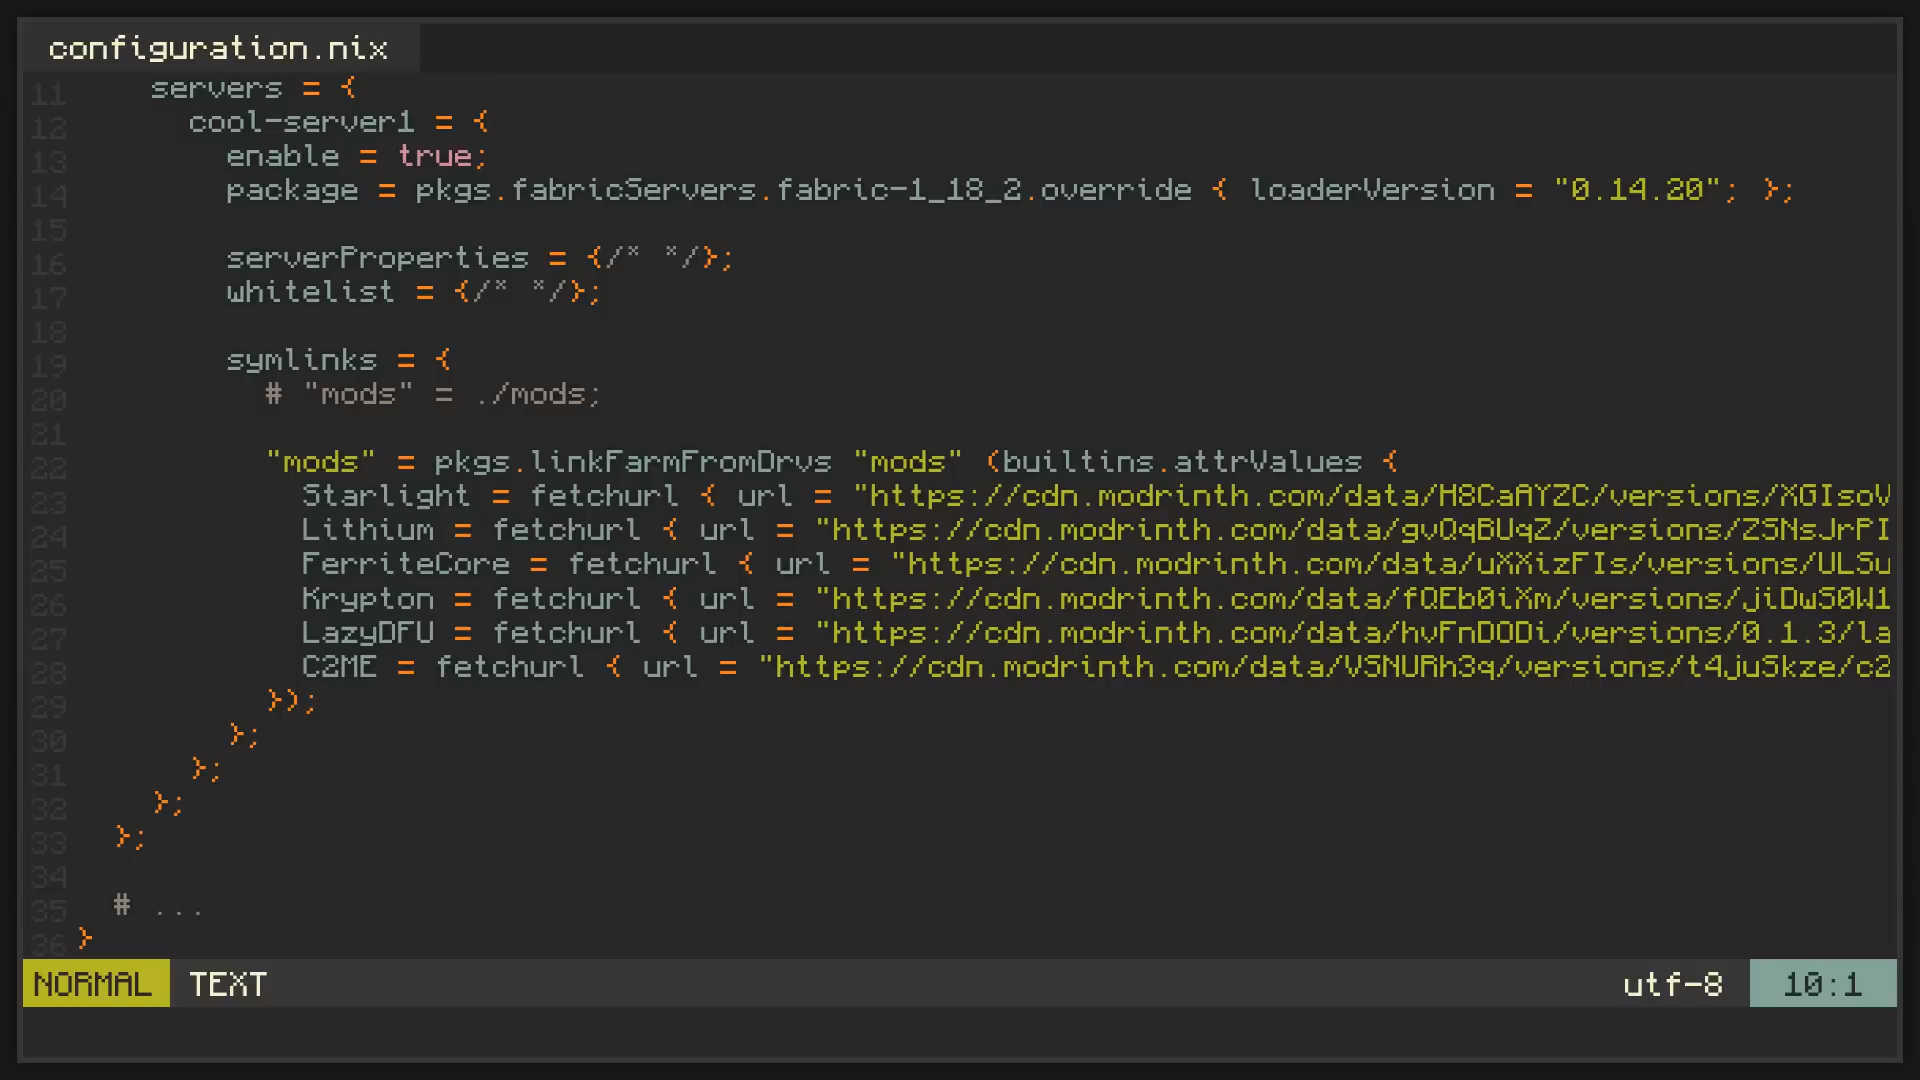 configuration.nix
11 servers = {
12 cool-server1 = {
13 enable = true;
14 package = pkgs.fabricServers.fabric-1_18_2.override { loaderVersion = "0.14.20"; };
15
16 serverProperties = {/* */};
17 whitelist = {/* */};
18
19 symlinks = {
20 # "mods" = ./mods;
21
22 "mods" = pkgs.linkFarmFromDrvs "mods" (builtins.attrValues {
23 Starlight = fetchurl { url = "https://cdn.modrinth.com/data/H8CaAYZC/versions/XGIsoV
24 Lithium = fetchurl { url = "https://cdn.modrinth.com/data/gvQqBUqZ/versions/ZSNsJrPI
25 FerriteCore = fetchurl { url = "https://cdn.modrinth.com/data/uXXizFIs/versions/ULSu
26 Krypton = fetchurl { url = "https://cdn.modrinth.com/data/fQEb0iXm/versions/jiDwS0W1
27 LazyDFU = fetchurl { url = "https://cdn.modrinth.com/data/hvFnDODi/versions/0.1.3/la
28 C2ME = fetchurl { url = "https://cdn.modrinth.com/data/VSNURh3q/versions/t4juSkze/c2
29 });
30 };
31 };
32 };
33 };
34
35 # ...
36 }
NORMAL TEXT utf-8 10:1